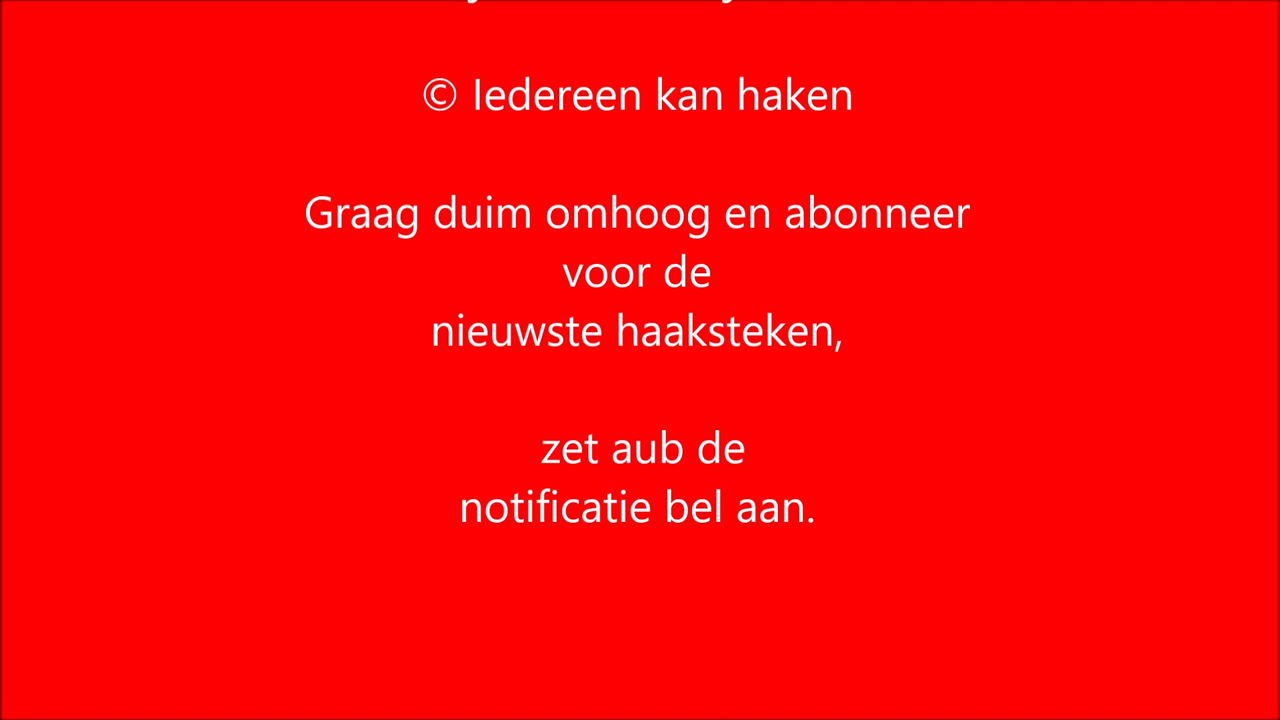 © Iedereen kan haken
Graag duim omhoog en abonneer
voor de
nieuwste haaksteken,
zet aub de
notificatie bel aan.